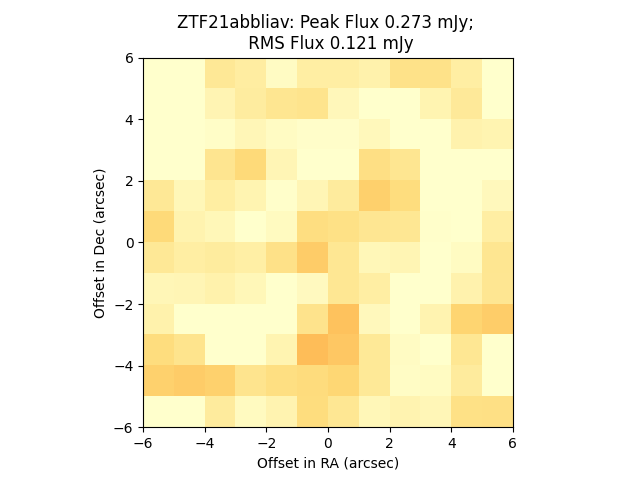 ZTF21abbliav: Peak Flux 0.273 mJy;
RMS Flux 0.121 mJy
6
4
2
0
−2
−4
−6
Offset in Dec (arcsec)
−6 −4 −2 0 2 4 6
Offset in RA (arcsec)